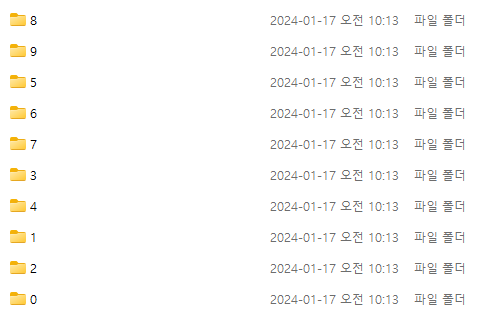 8 2024-01-17 오전 10:13 파일 폴더
9 2024-01-17 오전 10:13 파일 폴더
5 2024-01-17 오전 10:13 파일 폴더
6 2024-01-17 오전 10:13 파일 폴더
7 2024-01-17 오전 10:13 파일 폴더
3 2024-01-17 오전 10:13 파일 폴더
4 2024-01-17 오전 10:13 파일 폴더
1 2024-01-17 오전 10:13 파일 폴더
2 2024-01-17 오전 10:13 파일 폴더
0 2024-01-17 오전 10:13 파일 폴더